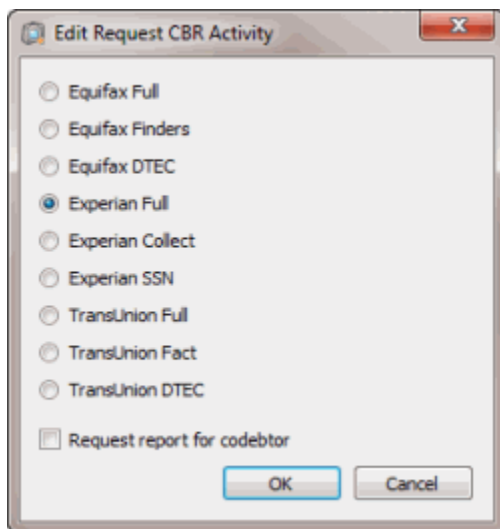 Edit Request CBR Activity
Equifax Full
Equifax Finders
Equifax DTEC
Experian Full
Experian Collect
Experian SSN
TransUnion Full
TransUnion Fact
TransUnion DTEC
Request report for codebtor
OK Cancel